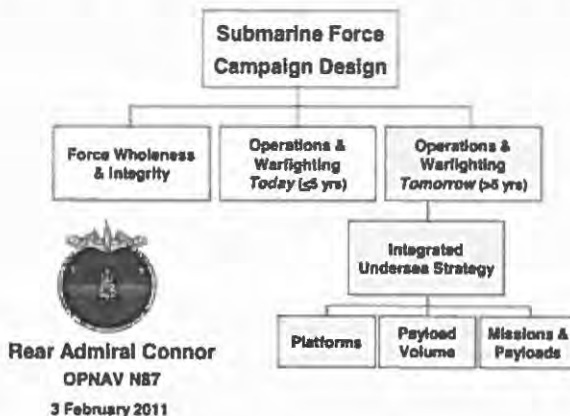 Submarine Force
Campaign Design
Force Wholeness
& Integrity
Operations &
Warfighting
Today (≤5 yrs)
Operations &
Warfighting
Tomorrow (>5 yrs)
Integrated
Undersea Strategy
Platforms
Payload
Volume
Missions &
Payloads
Rear Admiral Connor
OPNAV N87
3 February 2011